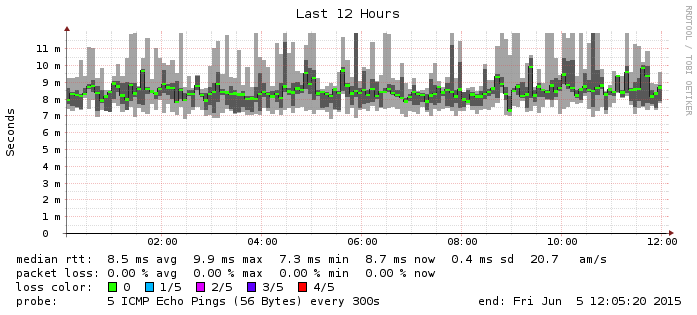 Last 12 Hours
RRDTOOL / TOBI OETIKER
Seconds
11 m
10 m
9 m
8 m
7 m
6 m
5 m
4 m
3 m
2 m
1 m
0
02:00 04:00 06:00 08:00 10:00 12:00
median rtt: 8.5 ms avg 9.9 ms max 7.3 ms min 8.7 ms now 0.4 ms sd 20.7 am/s
packet loss: 0.00 % avg 0.00 % max 0.00 % min 0.00 % now
loss color: 0 1/5 2/5 3/5 4/5
probe: 5 ICMP Echo Pings (56 Bytes) every 300s end: Fri Jun 5 12:05:20 2015